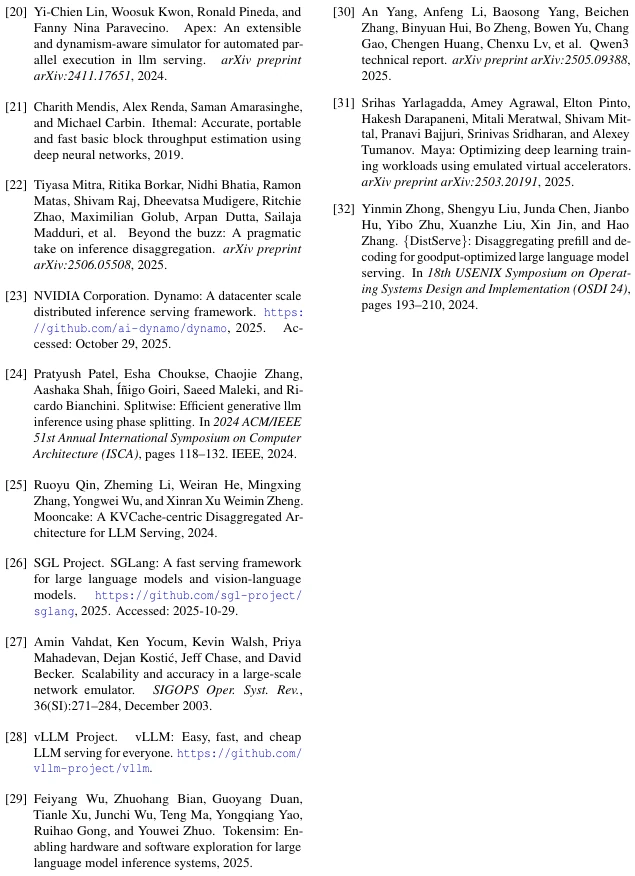 [20] Yi-Chien Lin, Woosuk Kwon, Ronald Pineda, and
Fanny Nina Paravecino. Apex: An extensible
and dynamism-aware simulator for automated par-
allel execution in llm serving. arXiv preprint
arXiv:2411.17651, 2024.
[21] Charith Mendis, Alex Renda, Saman Amarasinghe,
and Michael Carbin. Ithemal: Accurate, portable
and fast basic block throughput estimation using
deep neural networks, 2019.
[22] Tiyasa Mitra, Ritika Borkar, Nidhi Bhatia, Ramon
Matas, Shivam Raj, Dheevatsa Mudigere, Ritchie
Zhao, Maximilian Golub, Arpan Dutta, Sailaja
Madduri, et al. Beyond the buzz: A pragmatic
take on inference disaggregation. arXiv preprint
arXiv:2506.05508, 2025.
[23] NVIDIA Corporation. Dynamo: A datacenter scale
distributed inference serving framework. https:
//github.com/ai-dynamo/dynamo, 2025. Ac-
cessed: October 29, 2025.
[24] Pratyush Patel, Esha Choukse, Chaojie Zhang,
Aashaka Shah, Íñigo Goiri, Saeed Maleki, and Ri-
cardo Bianchini. Splitwise: Efficient generative llm
inference using phase splitting. In 2024 ACM/IEEE
51st Annual International Symposium on Computer
Architecture (ISCA), pages 118–132. IEEE, 2024.
[25] Ruoyu Qin, Zheming Li, Weiran He, Mingxing
Zhang, Yongwei Wu, and Xinran Xu Weimin Zheng.
Mooncake: A KVCache-centric Disaggregated Ar-
chitecture for LLM Serving, 2024.
[26] SGL Project. SGLang: A fast serving framework
for large language models and vision-language
models. https://github.com/sgl-project/
sglang, 2025. Accessed: 2025-10-29.
[27] Amin Vahdat, Ken Yocum, Kevin Walsh, Priya
Mahadevan, Dejan Kostić, Jeff Chase, and David
Becker. Scalability and accuracy in a large-scale
network emulator. SIGOPS Oper. Syst. Rev.,
36(SI):271–284, December 2003.
[28] vLLM Project. vLLM: Easy, fast, and cheap
LLM serving for everyone. https://github.com/
vllm-project/vllm.
[29] Feiyang Wu, Zhuohang Bian, Guoyang Duan,
Tianle Xu, Junchi Wu, Teng Ma, Yongqiang Yao,
Ruihao Gong, and Youwei Zhuo. Tokensim: En-
abling hardware and software exploration for large
language model inference systems, 2025.
[30] An Yang, Anfeng Li, Baosong Yang, Beichen
Zhang, Binyuan Hui, Bo Zheng, Bowen Yu, Chang
Gao, Chengen Huang, Chenxu Lv, et al. Qwen3
technical report. arXiv preprint arXiv:2505.09388,
2025.
[31] Srihas Yarlagadda, Amey Agrawal, Elton Pinto,
Hakesh Darapaneni, Mitali Meratwal, Shivam Mit-
tal, Pranavi Bajjuri, Srinivas Sridharan, and Alexey
Tumanov. Maya: Optimizing deep learning train-
ing workloads using emulated virtual accelerators.
arXiv preprint arXiv:2503.20191, 2025.
[32] Yinmin Zhong, Shengyu Liu, Junda Chen, Jianbo
Hu, Yibo Zhu, Xuanzhe Liu, Xin Jin, and Hao
Zhang. {DistServe}: Disaggregating prefill and de-
coding for goodput-optimized large language model
serving. In 18th USENIX Symposium on Operat-
ing Systems Design and Implementation (OSDI 24),
pages 193–210, 2024.